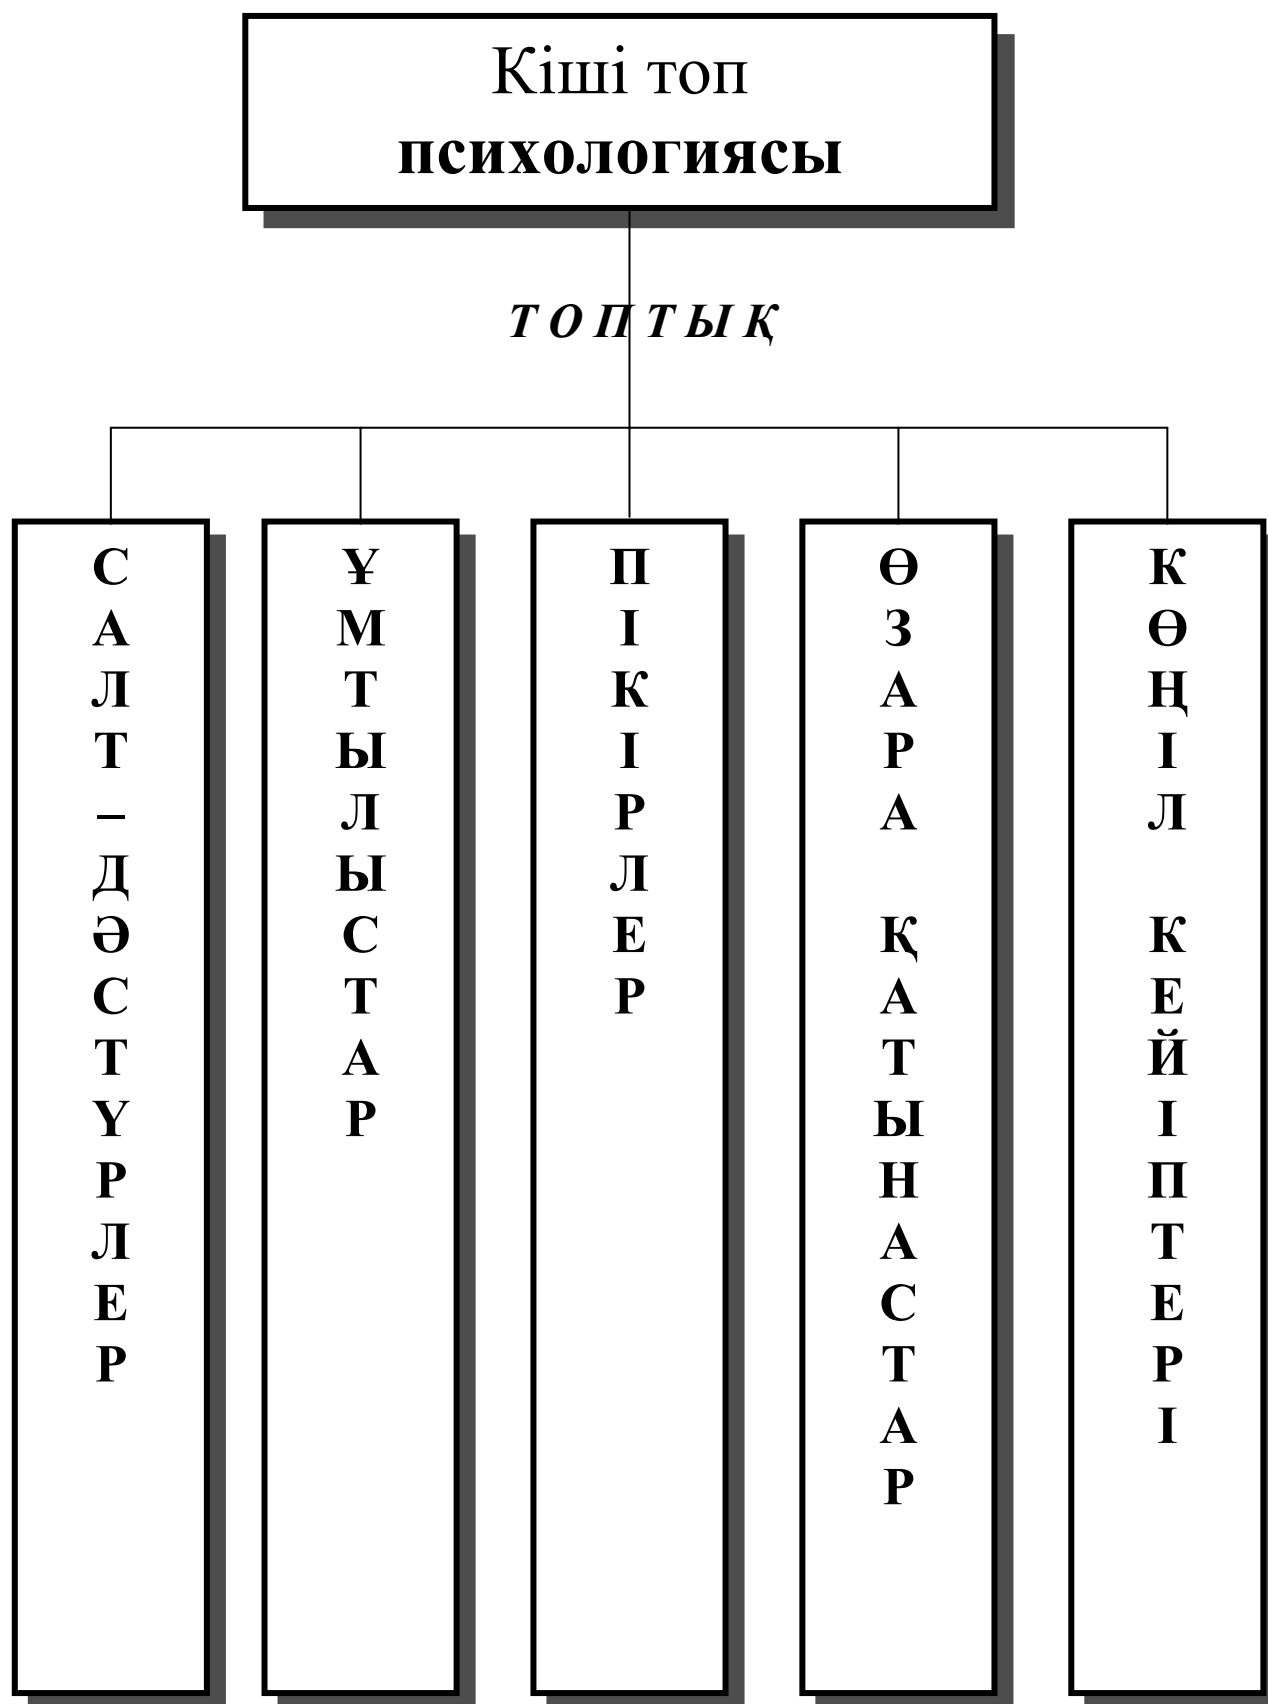 Кіші топ
психологиясы
Т О П Т Ы Қ
САЛТ–ДӘСТҮРЛЕР
ҰМТЫЛЫСТАР
ПІКІРЛЕР
ӨЗАРА ҚАТЫНАСТАР
КӨҢІЛ КЕЙІПТЕРІ